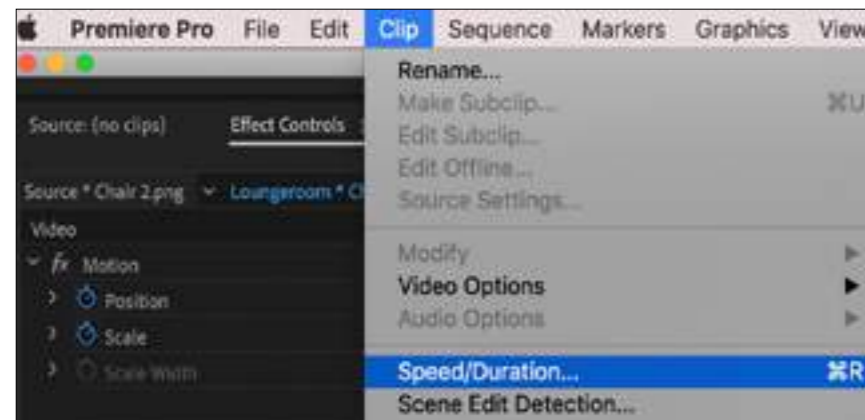 Premiere Pro File Edit Clip Sequence Markers Graphics View
Rename...
Make Subclip... ⌘U
Edit Subclip...
Edit Offline...
Source Settings...
Modify
Video Options
Audio Options
Speed/Duration... ⌘R
Scene Edit Detection...
Source: (no clips) Effect Controls
Source * Chair 2.png Loungeroom *
Video
fx Motion
Position
Scale
Scale Width